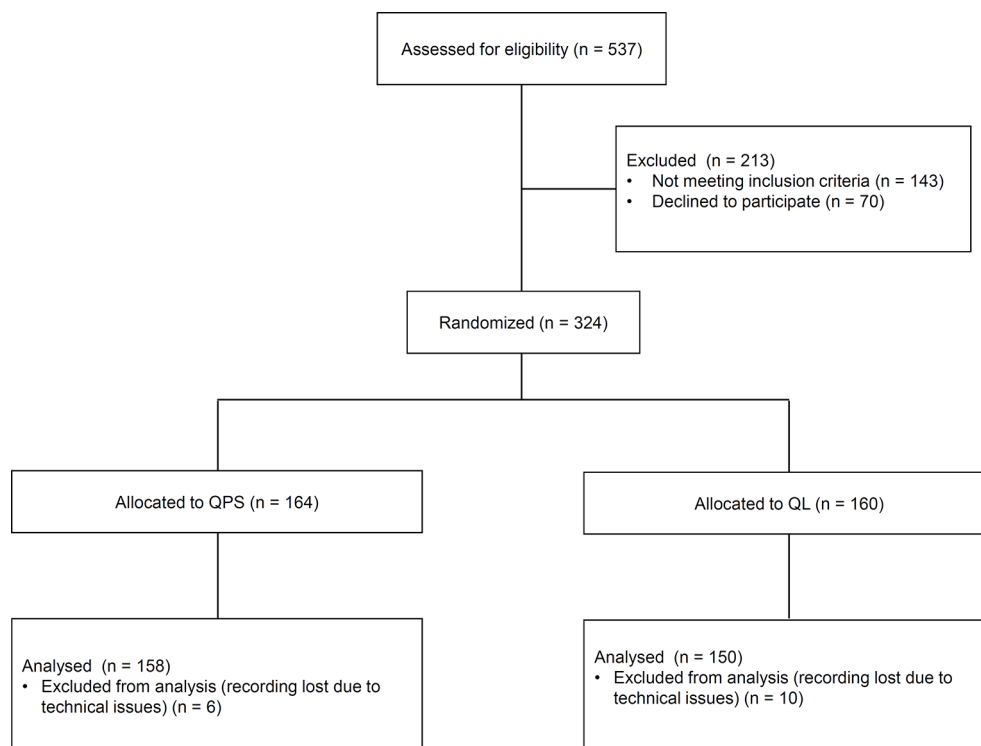 Assessed for eligibility (n = 537)
Excluded  (n = 213)
• Not meeting inclusion criteria (n = 143)
• Declined to participate (n = 70)
Randomized (n = 324)
Allocated to QPS (n = 164)
Allocated to QL (n = 160)
Analysed  (n = 158)
• Excluded from analysis (recording lost due to
technical issues) (n = 6)
Analysed  (n = 150)
• Excluded from analysis (recording lost due to
technical issues) (n = 10)